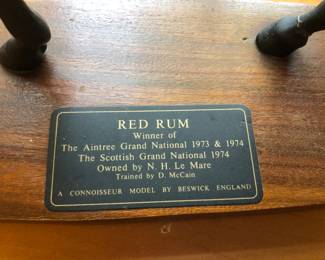 RED RUM
Winner of
The Aintree Grand National 1973 & 1974
The Scottish Grand National 1974
Owned by N. H. Le Mare
Trained by D. McCain
A CONNOISSEUR MODEL BY BESWICK ENGLAND